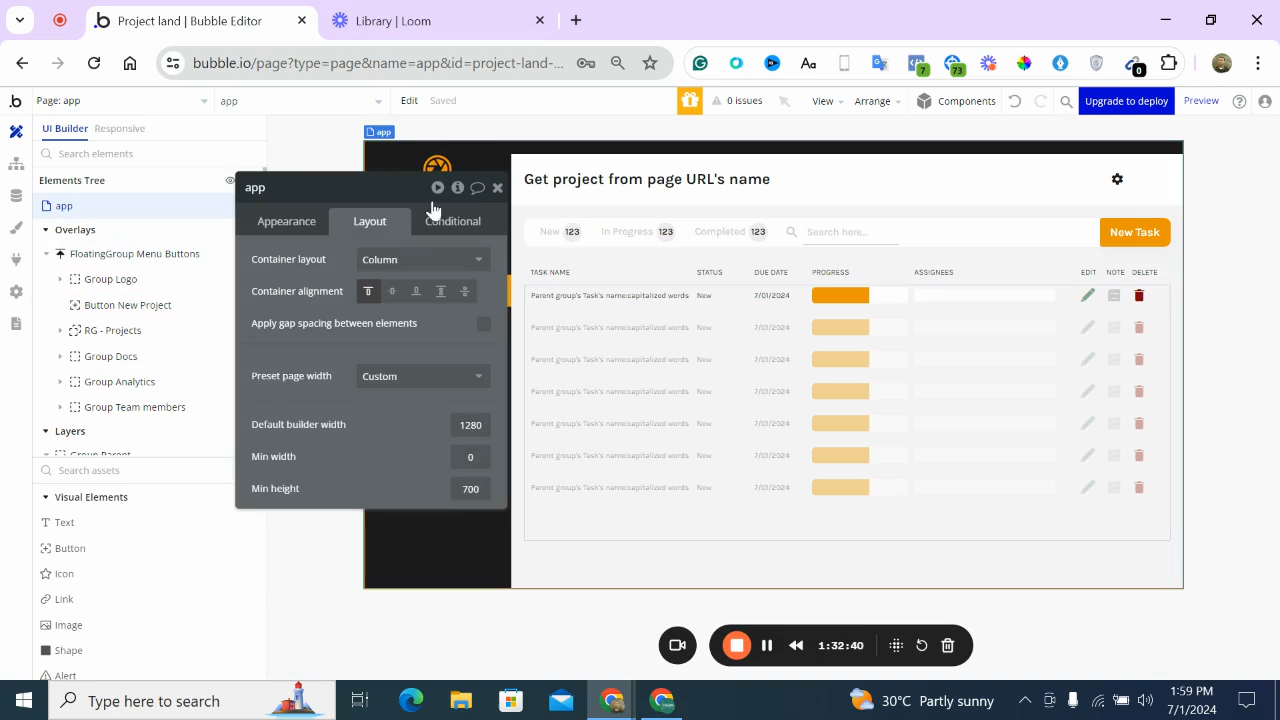 Project land | Bubble Editor
Library | Loom
bubble.io/page?type=page&name=app&id=project-land-...
7
73
0
Page: app
app
Edit
Saved
0 issues
View
Arrange
Components
Upgrade to deploy
Preview
UI Builder
Responsive
Search elements
Elements Tree
app
Overlays
FloatingGroup Menu Buttons
Group Logo
Button New Project
RG - Projects
Group Docs
Group Analytics
Group Team members
Layers
Group Parent
Search assets
Visual Elements
Text
Button
Icon
Link
Image
Shape
Alert
app
Appearance
Layout
Conditional
Container layout
Column
Container alignment
Apply gap spacing between elements
Preset page width
Custom
Default builder width
1280
Min width
0
Min height
700
app
Get project from page URL's name
New 123
In Progress 123
Completed 123
Search here...
New Task
TASK NAME STATUS DUE DATE PROGRESS ASSIGNEES EDIT NOTE DELETE
Parent group's Task's name:capitalized words New 7/01/2024
Parent group's Task's name:capitalized words New 7/01/2024
Parent group's Task's name:capitalized words New 7/01/2024
Parent group's Task's name:capitalized words New 7/01/2024
Parent group's Task's name:capitalized words New 7/01/2024
Parent group's Task's name:capitalized words New 7/01/2024
Parent group's Task's name:capitalized words New 7/01/2024
1:32:40
Type here to search
30°C Partly sunny
1:59 PM
7/1/2024